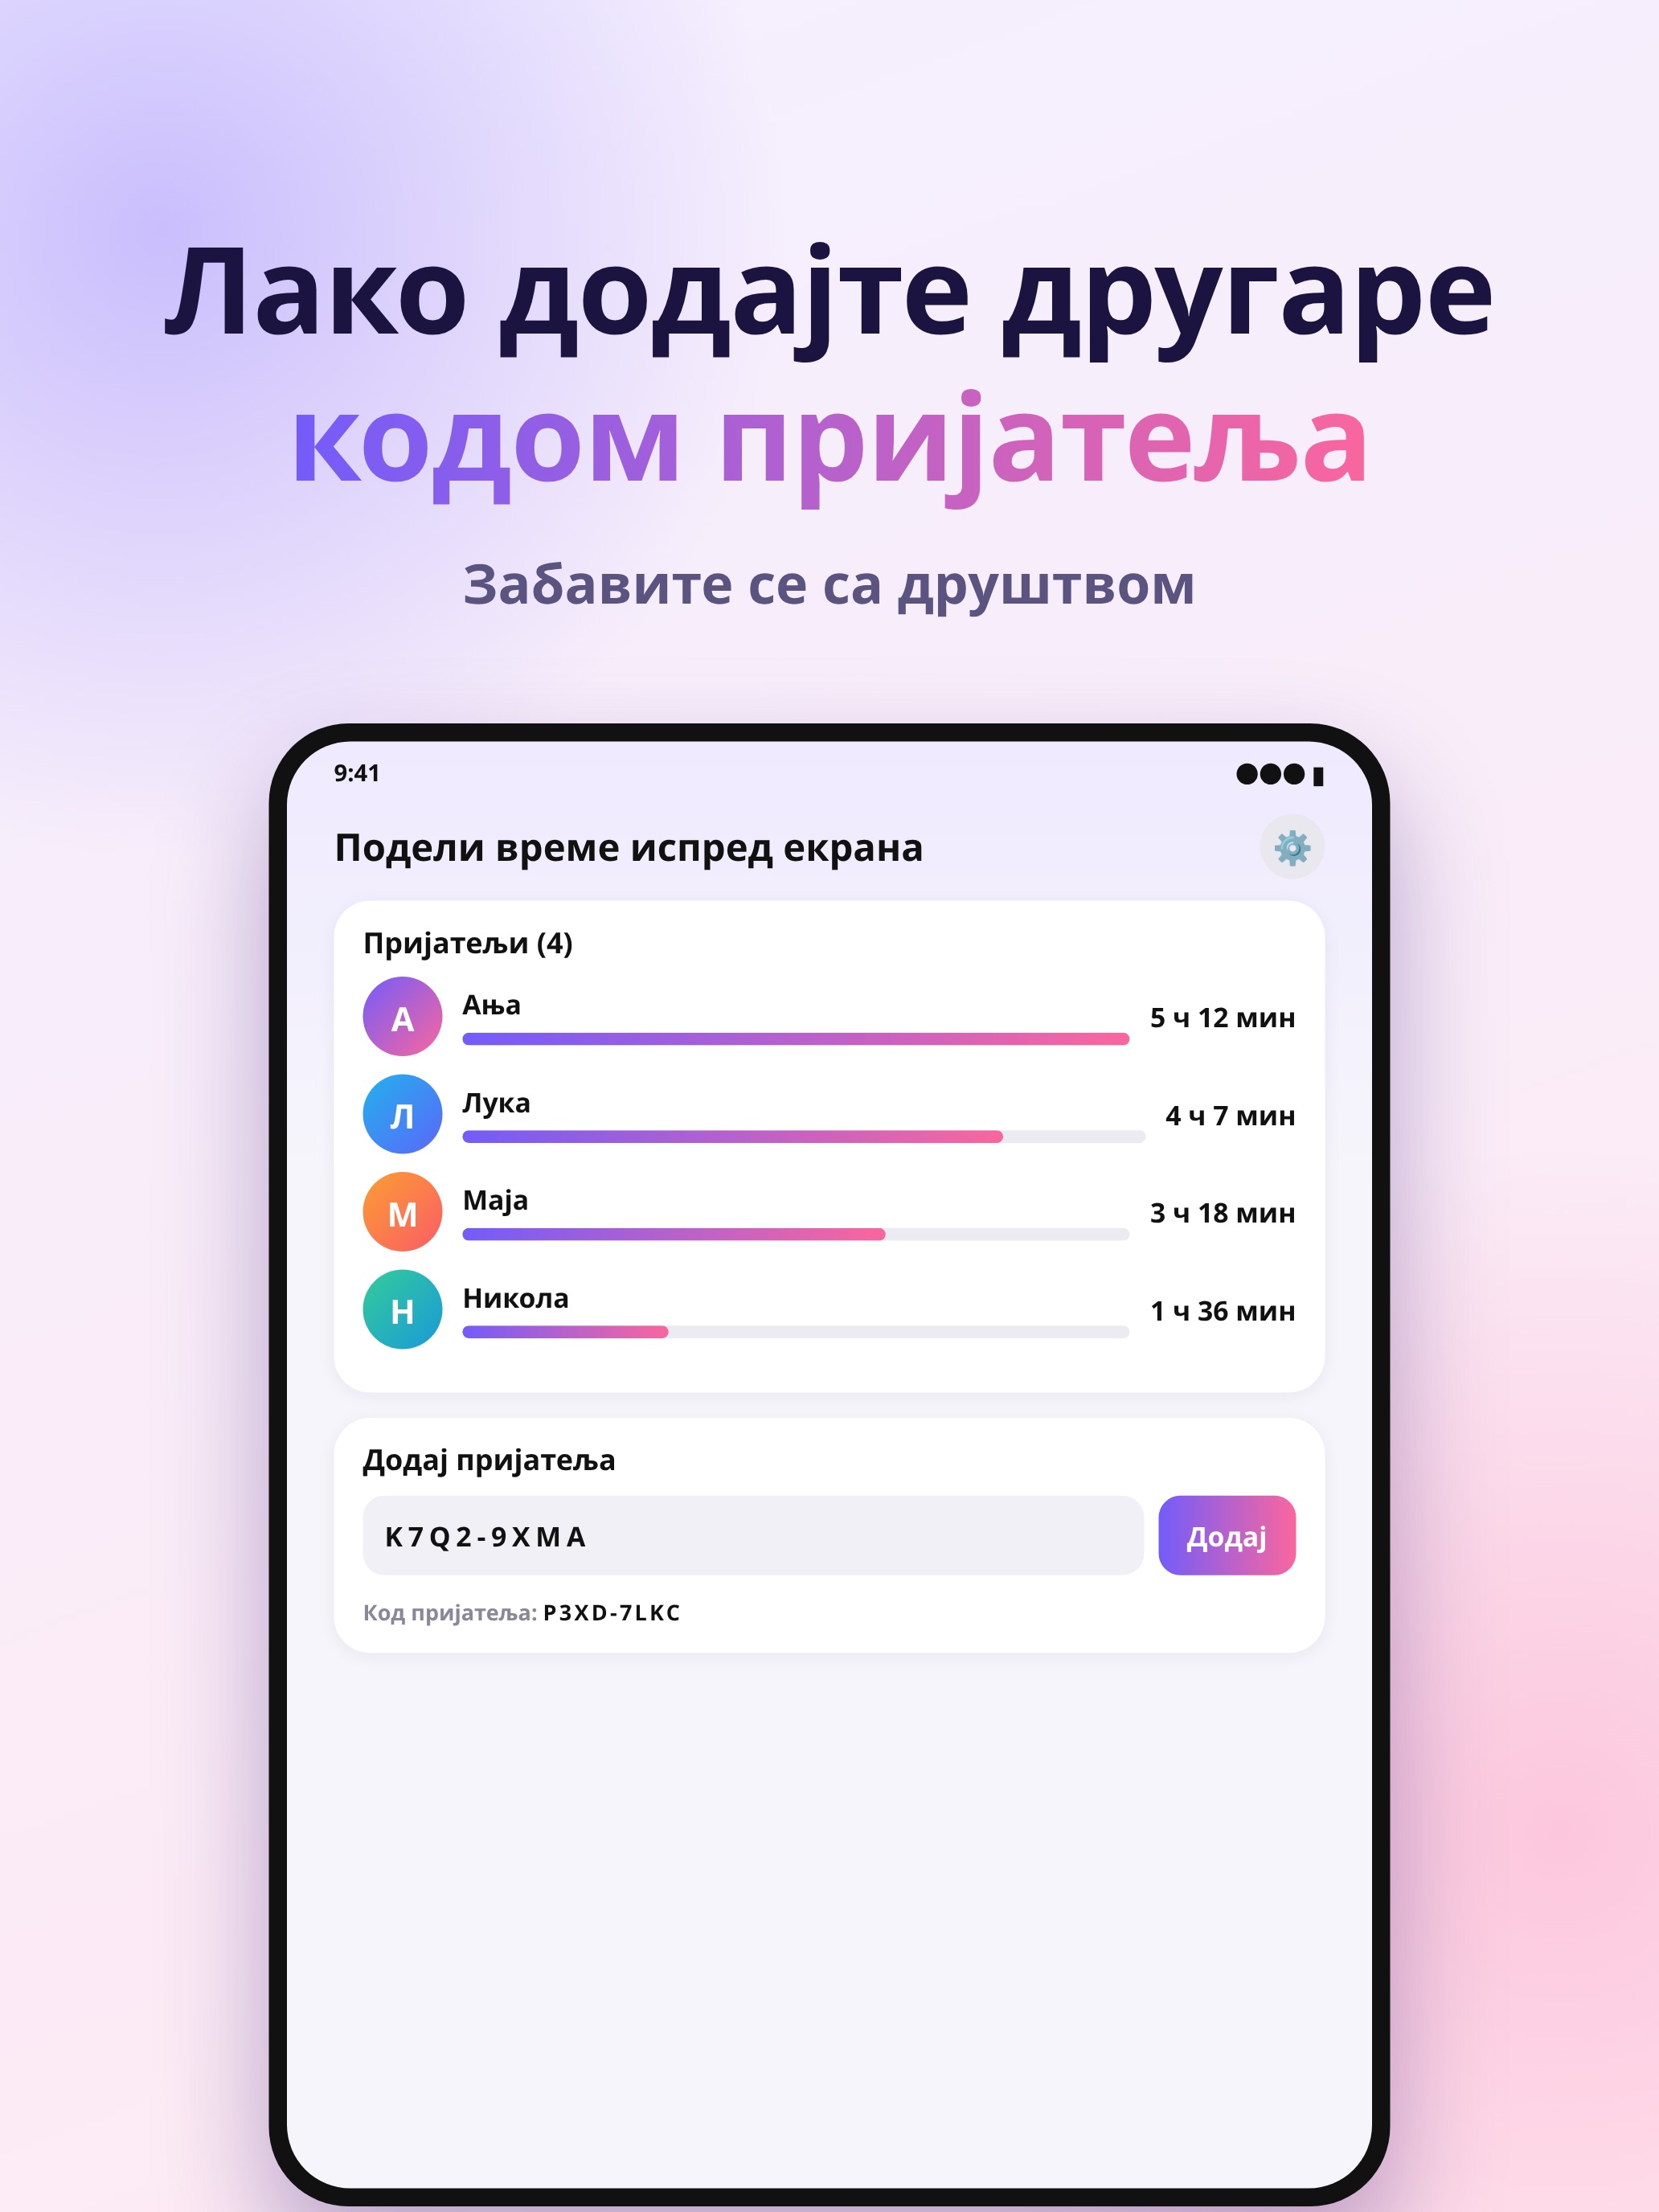 Лако додајте другаре
кодом пријатеља
Забавите се са друштвом
9:41
Подели време испред екрана
Пријатељи (4)
А
Ања
5 ч 12 мин
Л
Лука
4 ч 7 мин
М
Маја
3 ч 18 мин
Н
Никола
1 ч 36 мин
Додај пријатеља
K7Q2-9XMA
Додај
Код пријатеља: P3XD-7LKC